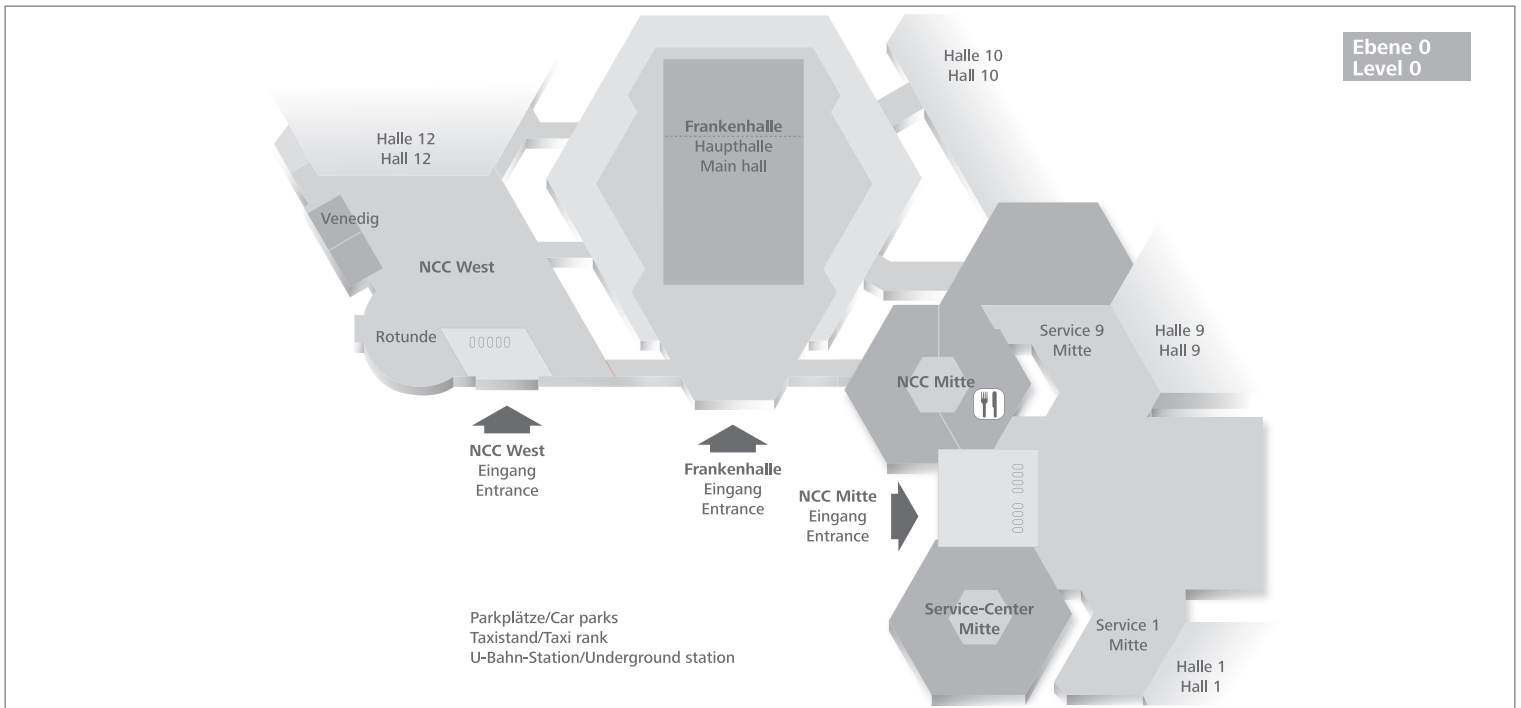 Ebene 0
Level 0
Halle 10
Hall 10
Frankenhalle
Haupthalle
Main hall
Halle 12
Hall 12
Venedig
NCC West
Rotunde
00000
Service 9
Mitte
Halle 9
Hall 9
NCC Mitte
NCC West
Eingang
Entrance
Frankenhalle
Eingang
Entrance
NCC Mitte
Eingang
Entrance
0000 0000
Parkplätze/Car parks
Taxistand/Taxi rank
U-Bahn-Station/Underground station
Service-Center
Mitte
Service 1
Mitte
Halle 1
Hall 1